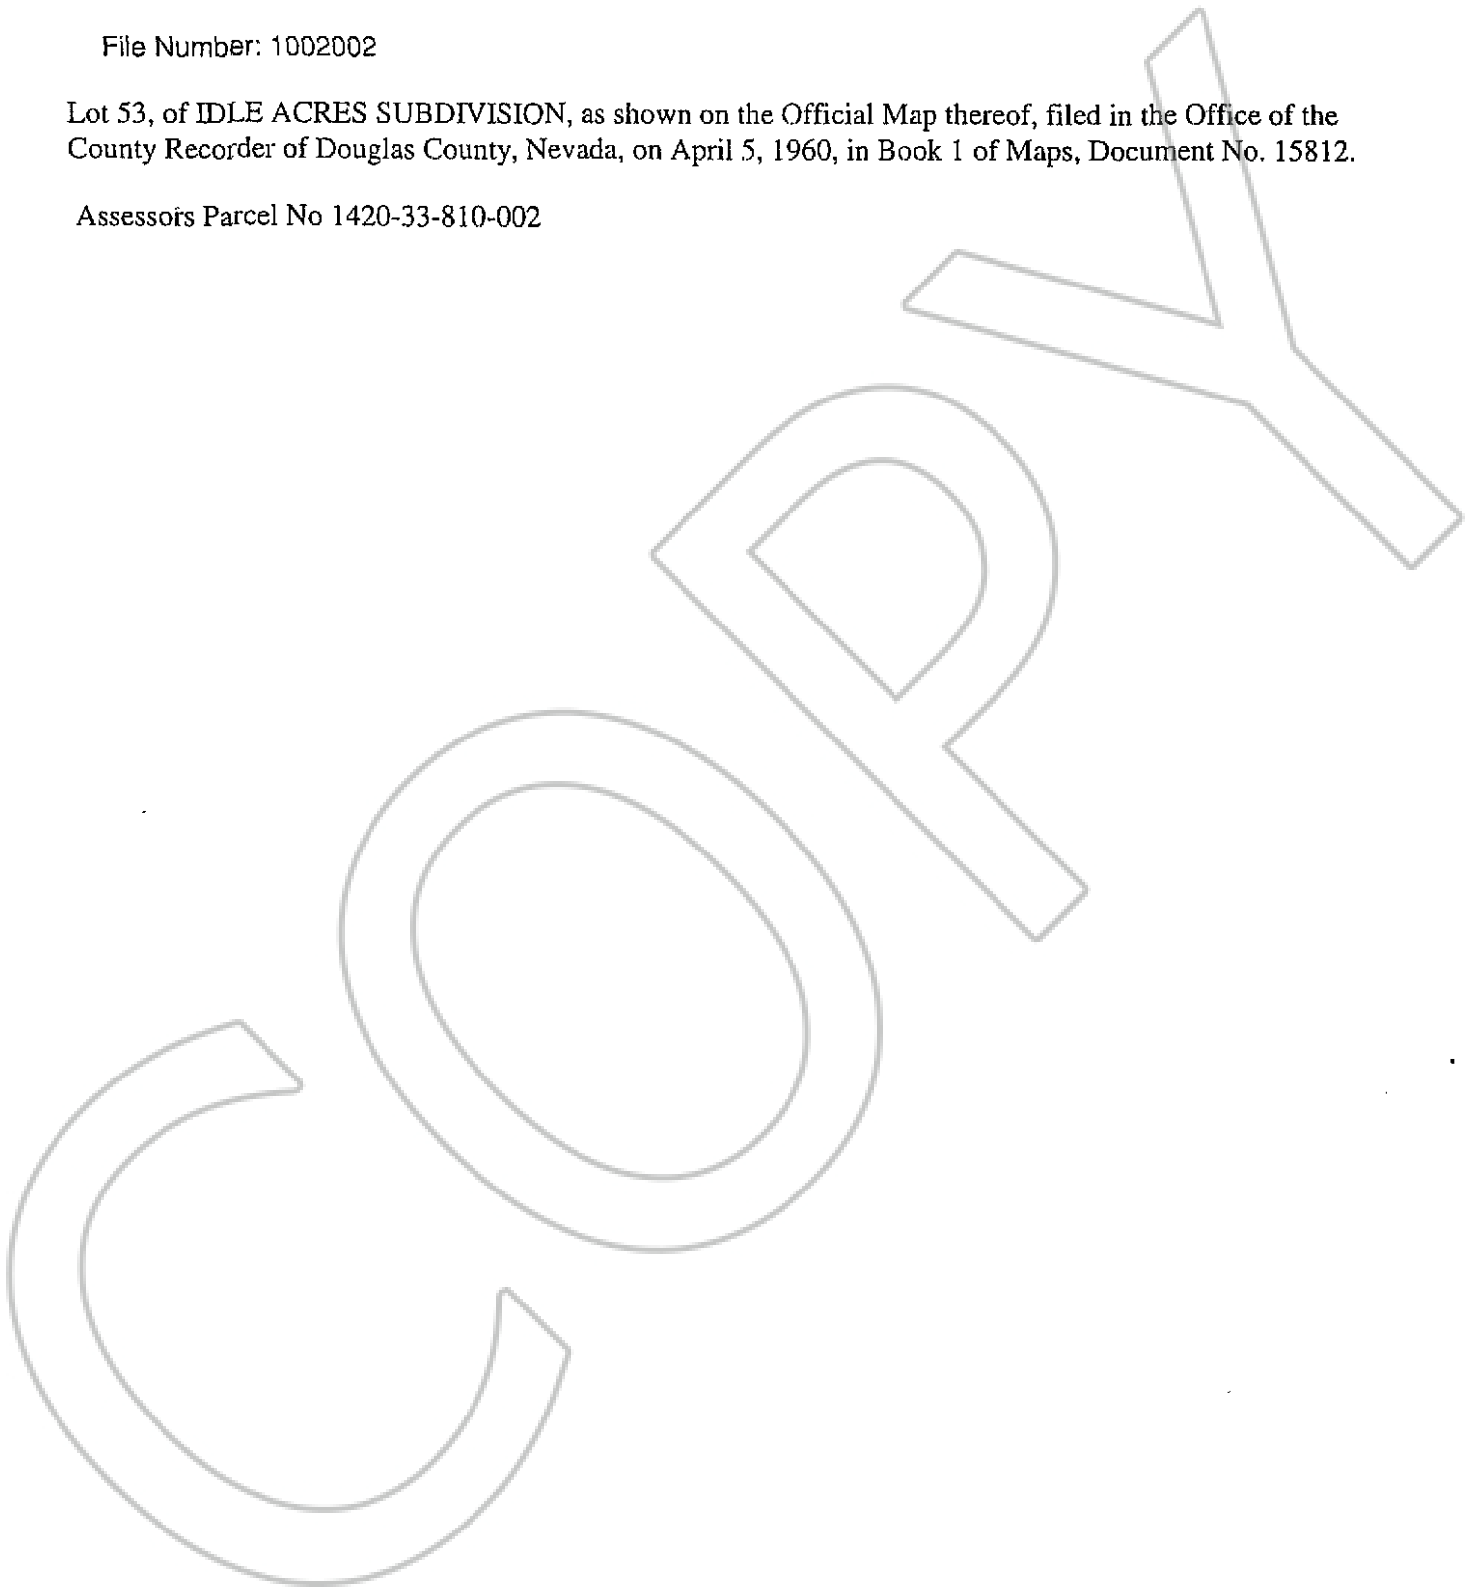 File Number: 1002002
Lot 53, of IDLE ACRES SUBDIVISION, as shown on the Official Map thereof, filed in the Office of the
County Recorder of Douglas County, Nevada, on April 5, 1960, in Book 1 of Maps, Document No. 15812.
Assessors Parcel No 1420-33-810-002
COPY